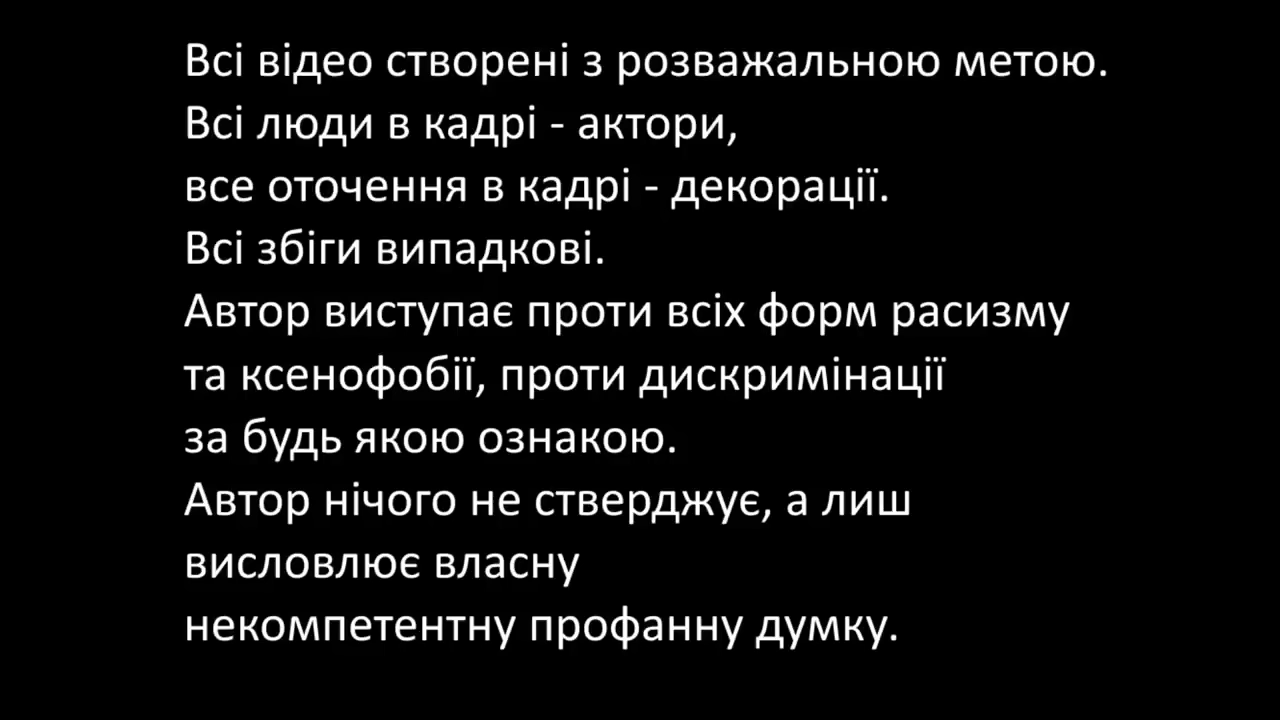 Всі відео створені з розважальною метою.
Всі люди в кадрі - актори,
все оточення в кадрі - декорації.
Всі збіги випадкові.
Автор виступає проти всіх форм расизму
та ксенофобії, проти дискримінації
за будь якою ознакою.
Автор нічого не стверджує, а лиш
висловлює власну
некомпетентну профанну думку.